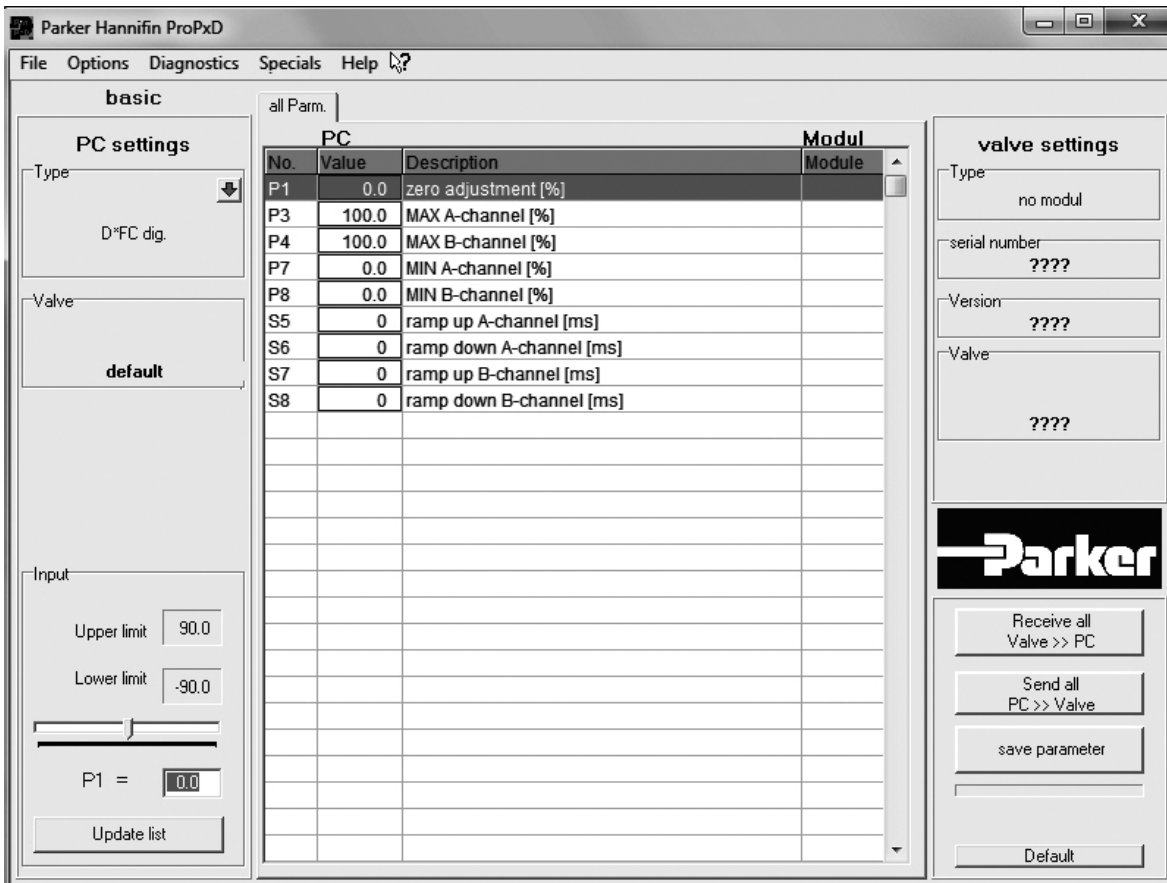 Parker Hannifin ProPxD
File Options Diagnostics Specials Help
basic
PC settings
Type
D*FC dig.
Valve
default
Input
Upper limit 90.0
Lower limit -90.0
P1 = 0.0
Update list
all Parm.
PC Modul
No. Value Description Module
P1 0.0 zero adjustment [%]
P3 100.0 MAX A-channel [%]
P4 100.0 MAX B-channel [%]
P7 0.0 MIN A-channel [%]
P8 0.0 MIN B-channel [%]
S5 0 ramp up A-channel [ms]
S6 0 ramp down A-channel [ms]
S7 0 ramp up B-channel [ms]
S8 0 ramp down B-channel [ms]
valve settings
Type
no modul
serial number
????
Version
????
Valve
????
Parker
Receive all
Valve >> PC
Send all
PC >> Valve
save parameter
Default